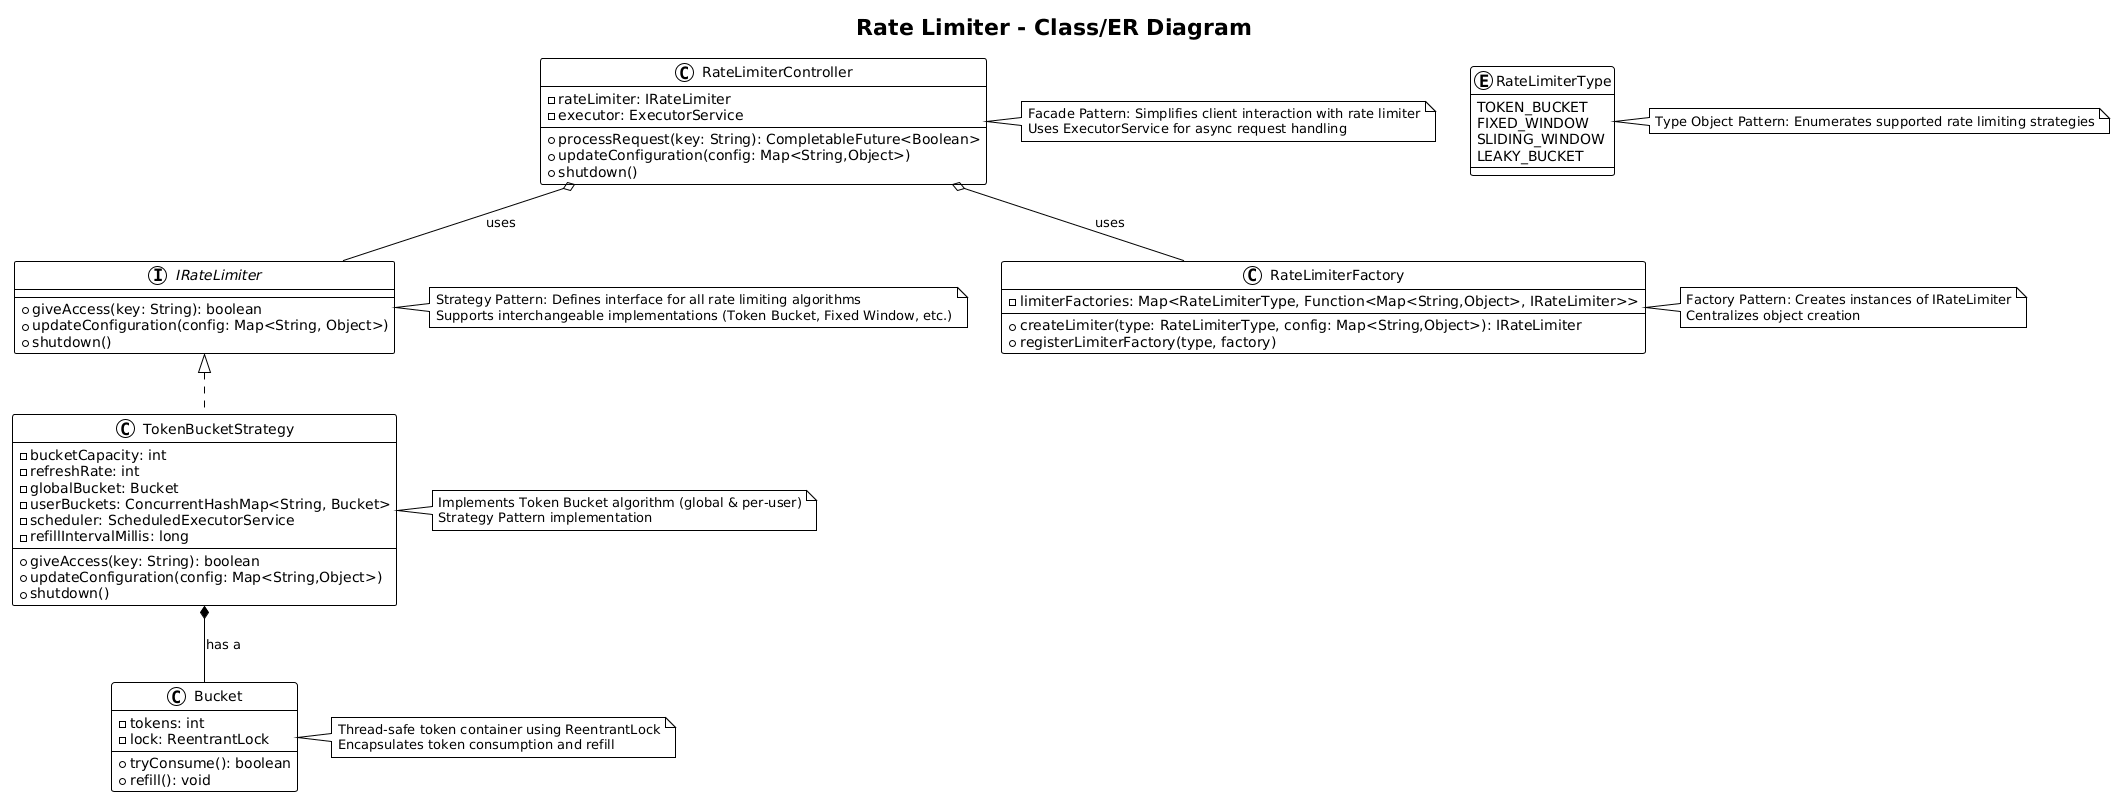 Rate Limiter - Class/ER Diagram
C RateLimiterController
rateLimiter: IRateLimiter
executor: ExecutorService
processRequest(key: String): CompletableFuture<Boolean>
updateConfiguration(config: Map<String,Object>)
shutdown()
Facade Pattern: Simplifies client interaction with rate limiter
Uses ExecutorService for async request handling
E RateLimiterType
TOKEN_BUCKET
FIXED_WINDOW
SLIDING_WINDOW
LEAKY_BUCKET
Type Object Pattern: Enumerates supported rate limiting strategies
uses
uses
I IRateLimiter
giveAccess(key: String): boolean
updateConfiguration(config: Map<String, Object>)
shutdown()
Strategy Pattern: Defines interface for all rate limiting algorithms
Supports interchangeable implementations (Token Bucket, Fixed Window, etc.)
C RateLimiterFactory
limiterFactories: Map<RateLimiterType, Function<Map<String,Object>, IRateLimiter>>
createLimiter(type: RateLimiterType, config: Map<String,Object>): IRateLimiter
registerLimiterFactory(type, factory)
Factory Pattern: Creates instances of IRateLimiter
Centralizes object creation
C TokenBucketStrategy
bucketCapacity: int
refreshRate: int
globalBucket: Bucket
userBuckets: ConcurrentHashMap<String, Bucket>
scheduler: ScheduledExecutorService
refillIntervalMillis: long
giveAccess(key: String): boolean
updateConfiguration(config: Map<String,Object>)
shutdown()
Implements Token Bucket algorithm (global & per-user)
Strategy Pattern implementation
has a
C Bucket
tokens: int
lock: ReentrantLock
tryConsume(): boolean
refill(): void
Thread-safe token container using ReentrantLock
Encapsulates token consumption and refill